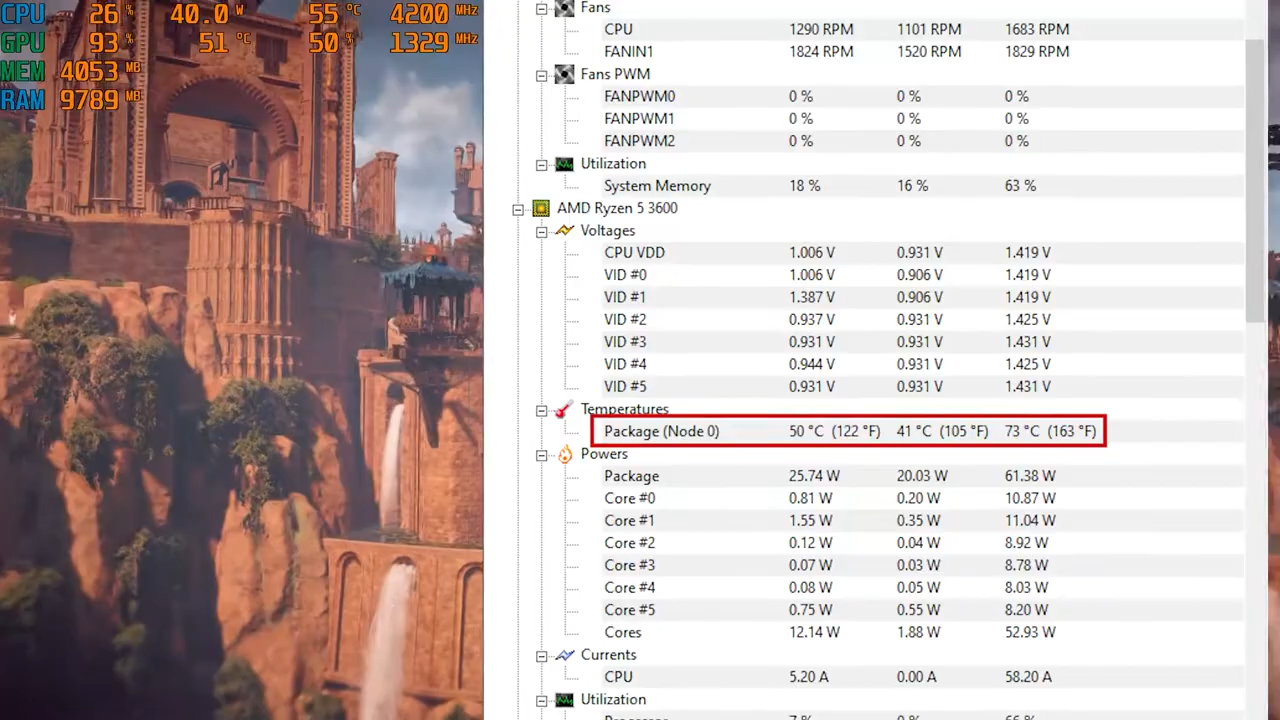 CPU 26 % 40.0 W 55 °C 4200 MHz
GPU 93 % 51 °C 50 % 1329 MHz
MEM 4053 MB
RAM 9789 MB
Fans
CPU 1290 RPM 1101 RPM 1683 RPM
FANIN1 1624 RPM 1520 RPM 1829 RPM
Fans PWM
FANPWM0 0 % 0 % 0 %
FANPWM1 0 % 0 % 0 %
FANPWM2 0 % 0 % 0 %
Utilization
System Memory 18 % 16 % 63 %
AMD Ryzen 5 3600
Voltages
CPU VDD 1.006 V 0.931 V 1.419 V
VID #0 1.006 V 0.906 V 1.419 V
VID #1 1.387 V 0.906 V 1.419 V
VID #2 0.937 V 0.931 V 1.425 V
VID #3 0.931 V 0.931 V 1.431 V
VID #4 0.944 V 0.931 V 1.425 V
VID #5 0.931 V 0.931 V 1.431 V
Temperatures
Package (Node 0) 50 °C (122 °F) 41 °C (105 °F) 73 °C (163 °F)
Powers
Package 25.74 W 20.03 W 61.38 W
Core #0 0.81 W 0.20 W 10.87 W
Core #1 1.55 W 0.35 W 11.04 W
Core #2 0.12 W 0.04 W 8.92 W
Core #3 0.07 W 0.03 W 8.78 W
Core #4 0.08 W 0.05 W 8.03 W
Core #5 0.75 W 0.55 W 8.20 W
Cores 12.14 W 1.88 W 52.93 W
Currents
CPU 5.20 A 0.00 A 58.20 A
Utilization